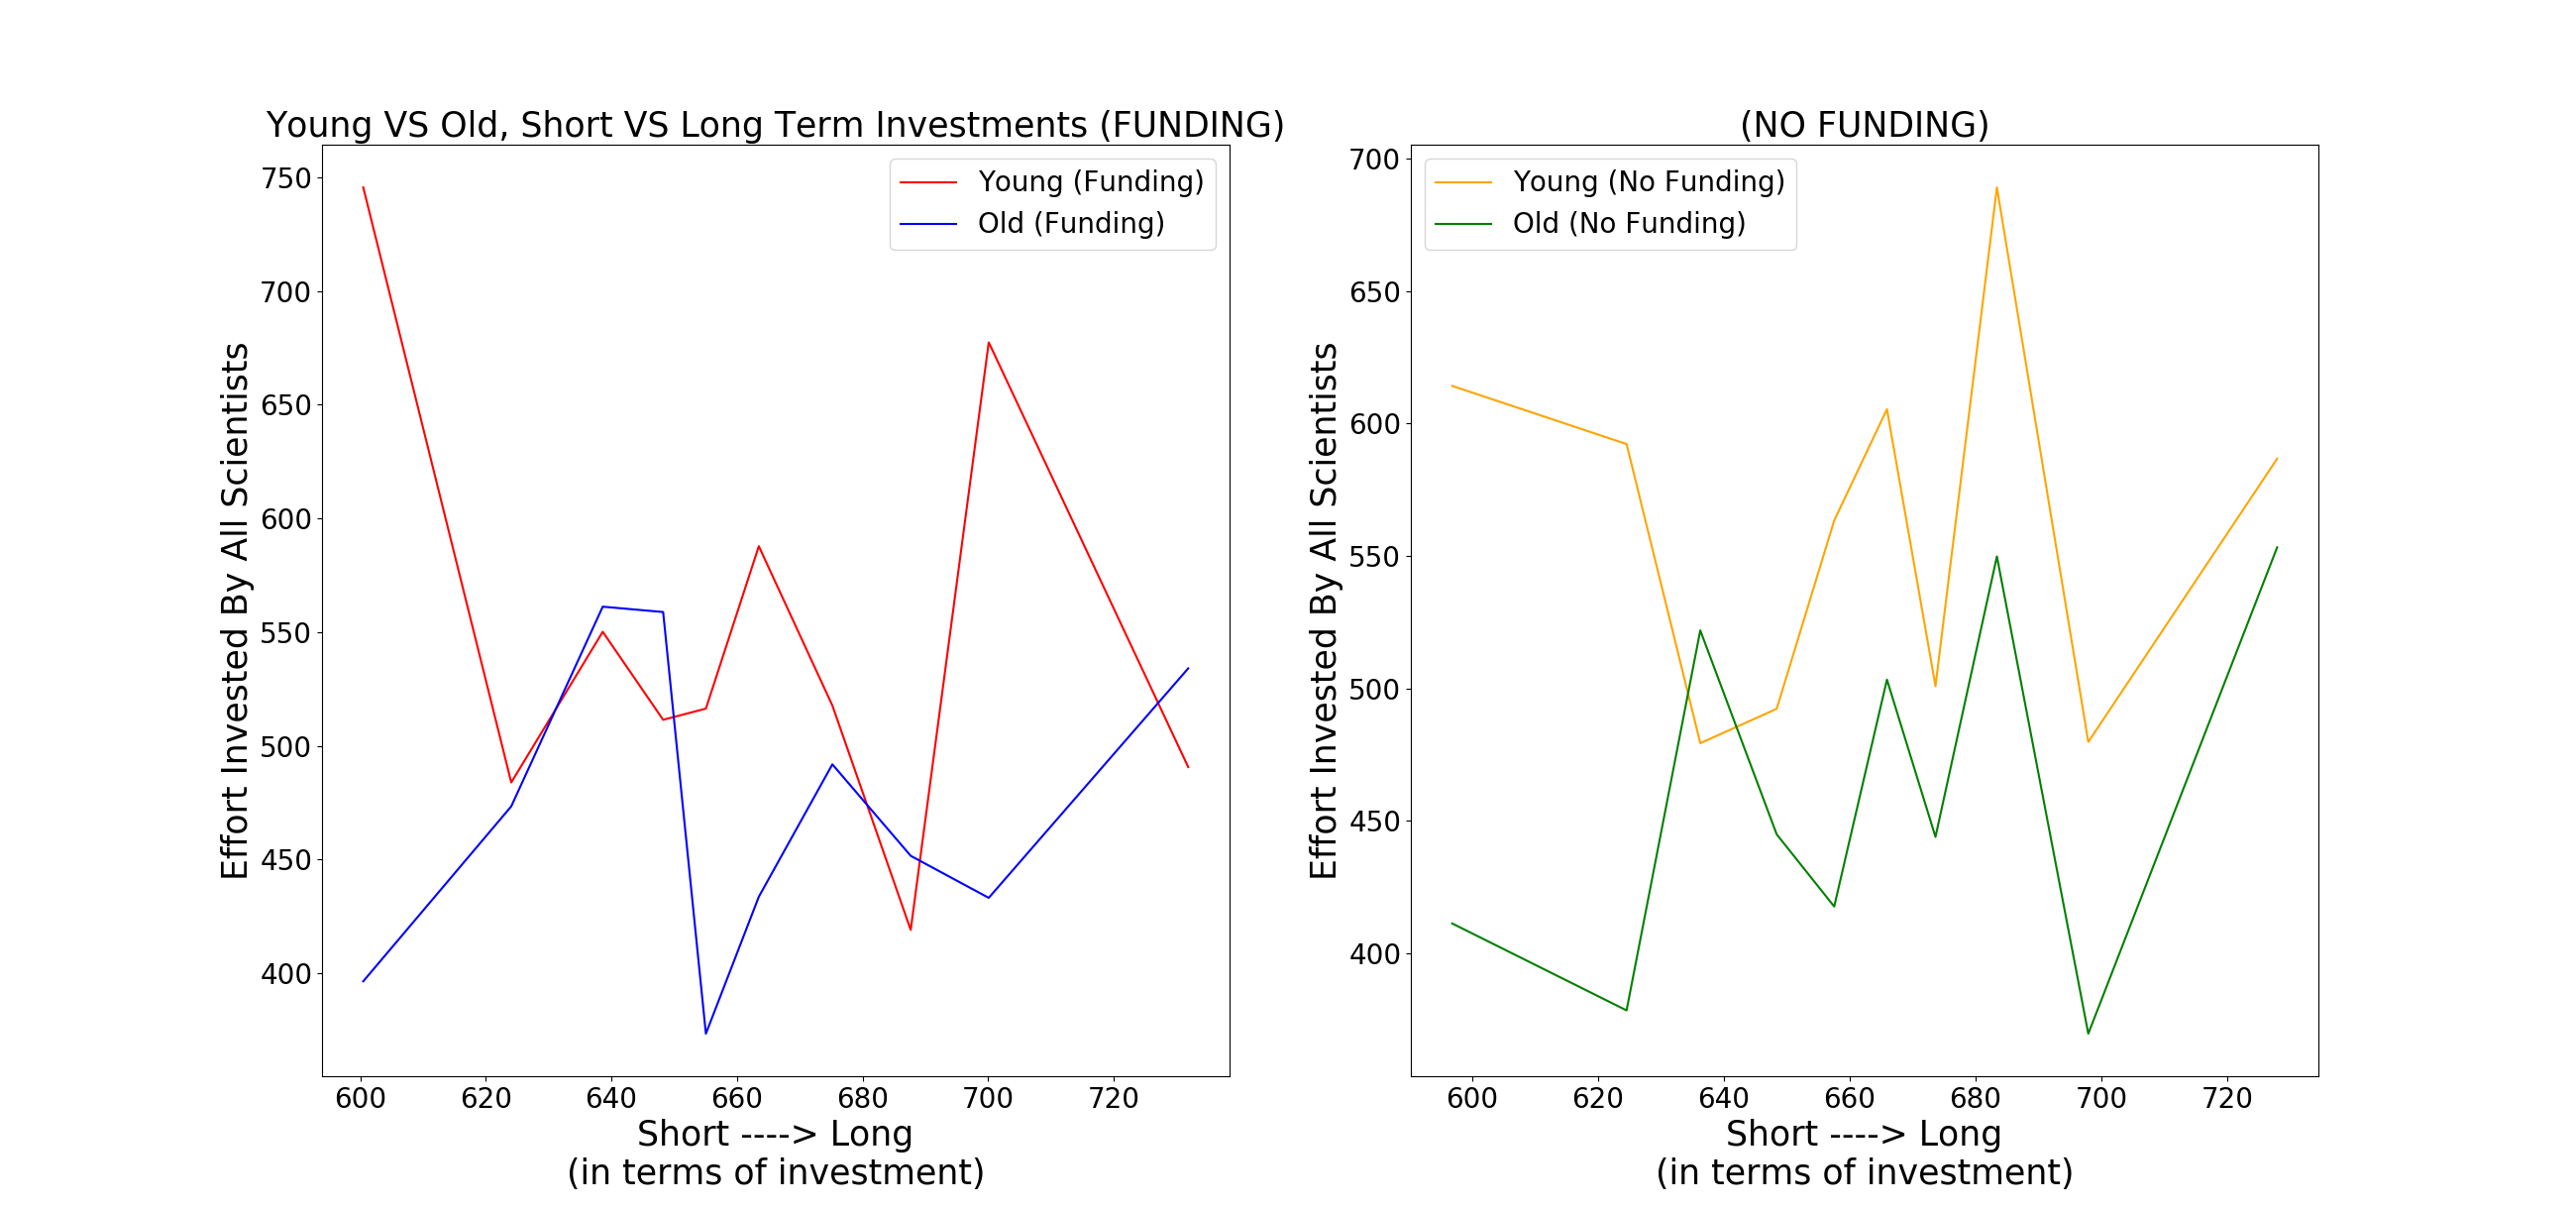 Young VS Old, Short VS Long Term Investments (FUNDING)
Young (Funding)
Old (Funding)
Effort Invested By All Scientists
750
700
650
600
550
500
450
400
600 620 640 660 680 700 720
Short ----> Long
(in terms of investment)
(NO FUNDING)
Young (No Funding)
Old (No Funding)
Effort Invested By All Scientists
700
650
600
550
500
450
400
600 620 640 660 680 700 720
Short ----> Long
(in terms of investment)